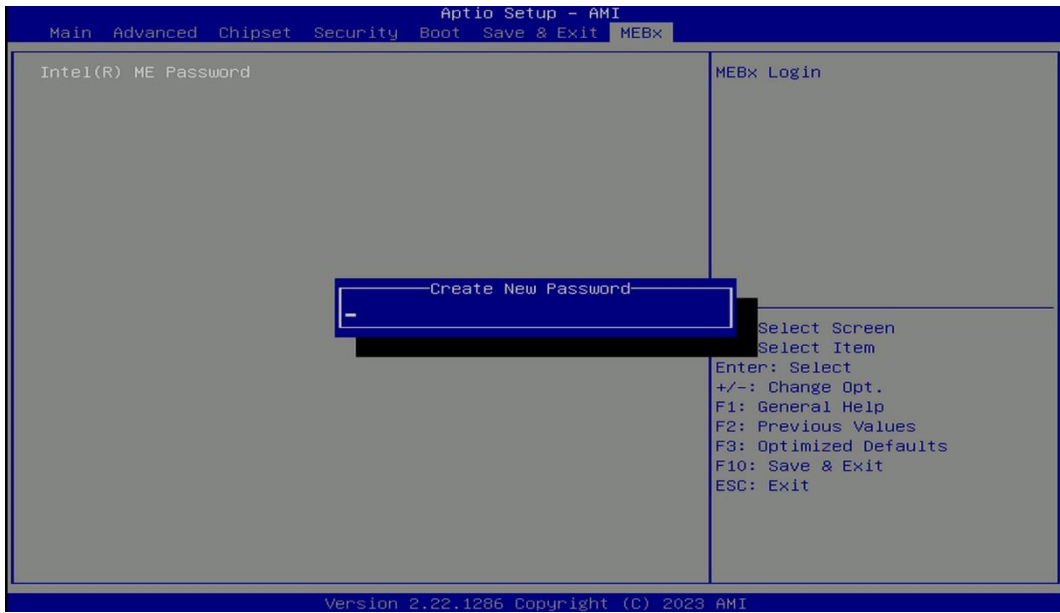 Aptio Setup – AMI
Main Advanced Chipset Security Boot Save & Exit MEBx
Intel(R) ME Password
MEBx Login
Create New Password
Select Screen
Select Item
Enter: Select
+/-: Change Opt.
F1: General Help
F2: Previous Values
F3: Optimized Defaults
F10: Save & Exit
ESC: Exit
Version 2.22.1286 Copyright (C) 2023 AMI